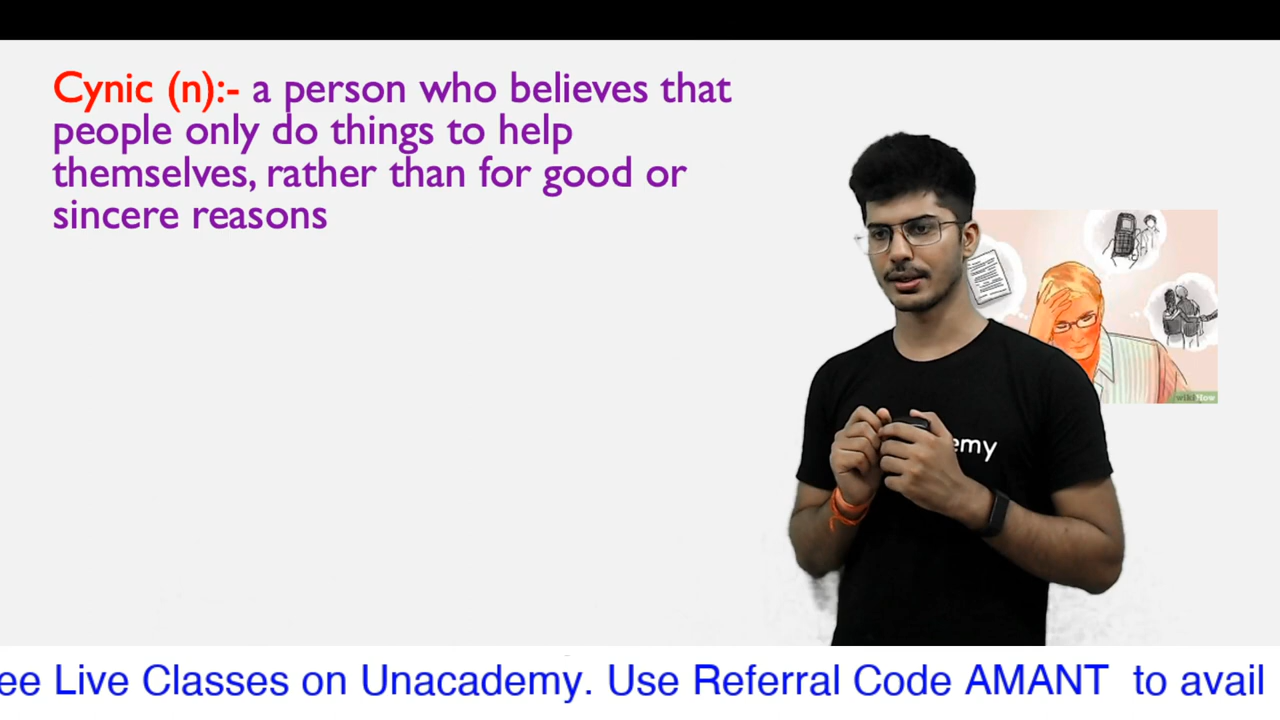 Cynic (n):- a person who believes that
people only do things to help
themselves, rather than for good or
sincere reasons
wikiHow
emy
ee Live Classes on Unacademy. Use Referral Code AMANT to avail